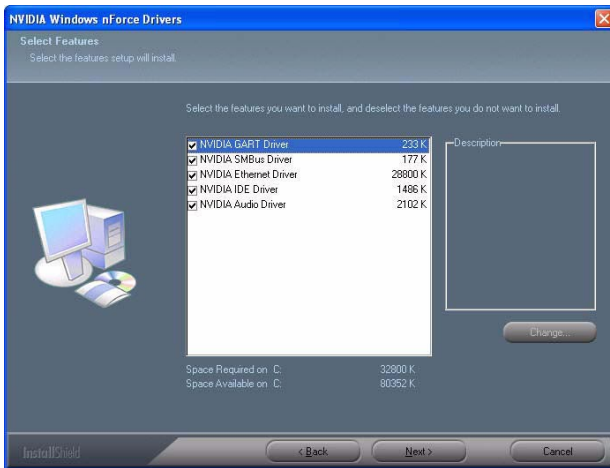 NVIDIA Windows nForce Drivers
Select Features
Select the features setup will install.
Select the features you want to install, and deselect the features you do not want to install.
NVIDIA GART Driver 233 K
NVIDIA SMBus Driver 177 K
NVIDIA Ethernet Driver 28800 K
NVIDIA IDE Driver 1486 K
NVIDIA Audio Driver 2102 K
Description
Change...
Space Required on C: 32800 K
Space Available on C: 80352 K
InstallShield
< Back
Next >
Cancel